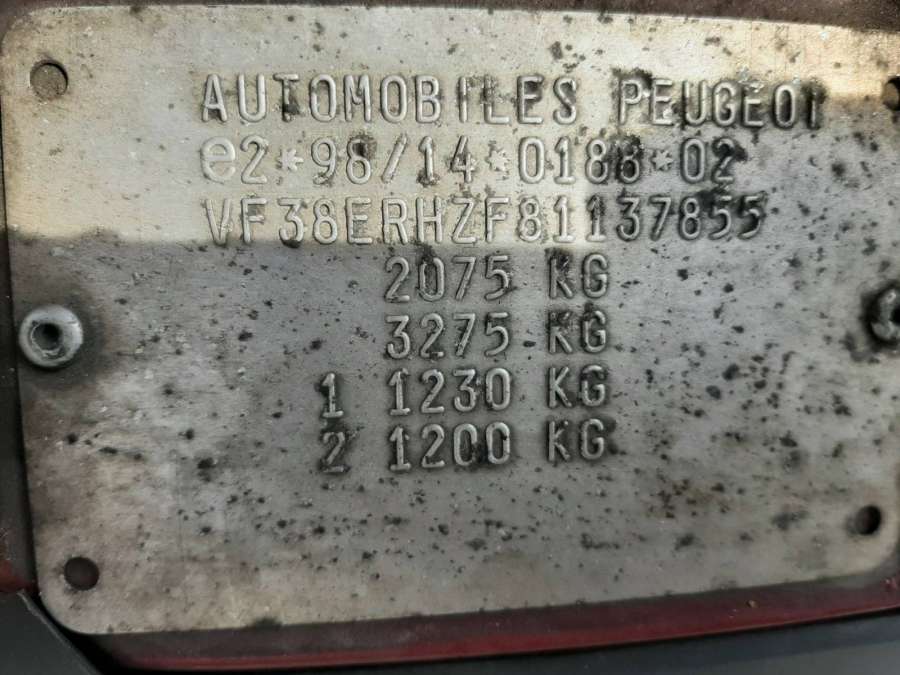 AUTOMOBILES PEUGEOT
e2*98/14*0188*02
VF38ERHZF81137855
2075 KG
3275 KG
1 1230 KG
2 1200 KG